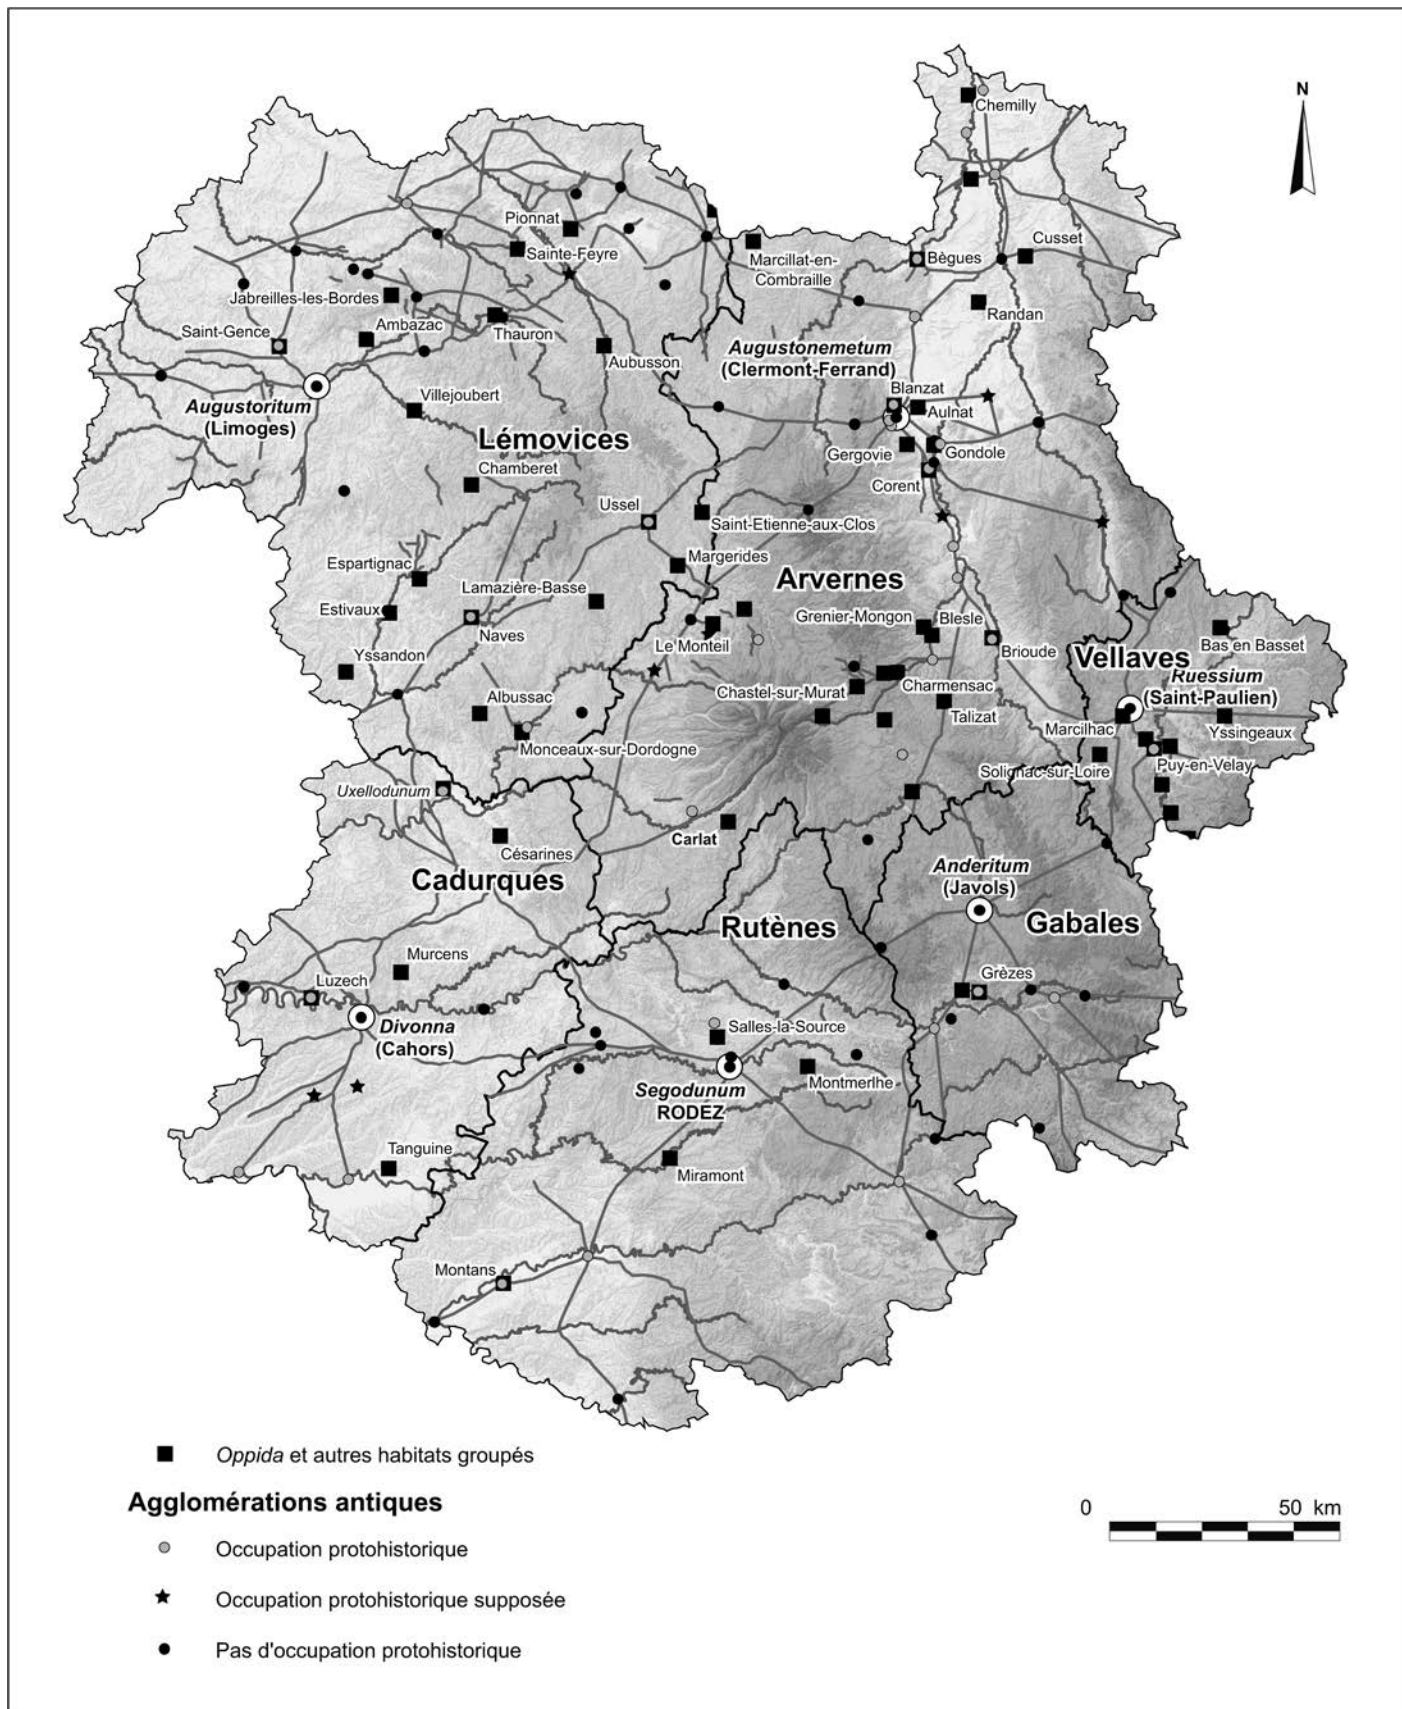 N
Chemilly
Pionnat
Sainte-Feyre
Marcillat-en-
Combraille
Bègues
Cusset
Jabreilles-les-Bordes
Randan
Saint-Gence
Ambazac
Thauron
Aubusson
Augustonemetum
(Clermont-Ferrand)
Blanzat
Aulnat
Augustoritum
(Limoges)
Villejoubert
Lémovices
Gergovie
Gondole
Chamberet
Corent
Ussel
Saint-Etienne-aux-Clos
Margerides
Espartignac
Arvernes
Lamazière-Basse
Estivaux
Naves
Grenier-Mongon
Blesle
Brioude
Bas en Basset
Le Monteil
Vellaves
Yssandon
Ruessium
(Saint-Paulien)
Chastel-sur-Murat
Charmensac
Albussac
Talizat
Marcilhac
Yssingeaux
Monceaux-sur-Dordogne
Solignac-sur-Loire
Puy-en-Velay
Uxellodunum
Césarines
Carlat
Cadurques
Anderitum
(Javols)
Rutènes
Gabales
Murcens
Luzech
Grèzes
Divonna
(Cahors)
Salles-la-Source
Montmerlhe
Segodunum
RODEZ
Tanguine
Miramont
Montans
Oppida et autres habitats groupés
Agglomérations antiques
0 50 km
Occupation protohistorique
Occupation protohistorique supposée
Pas d'occupation protohistorique